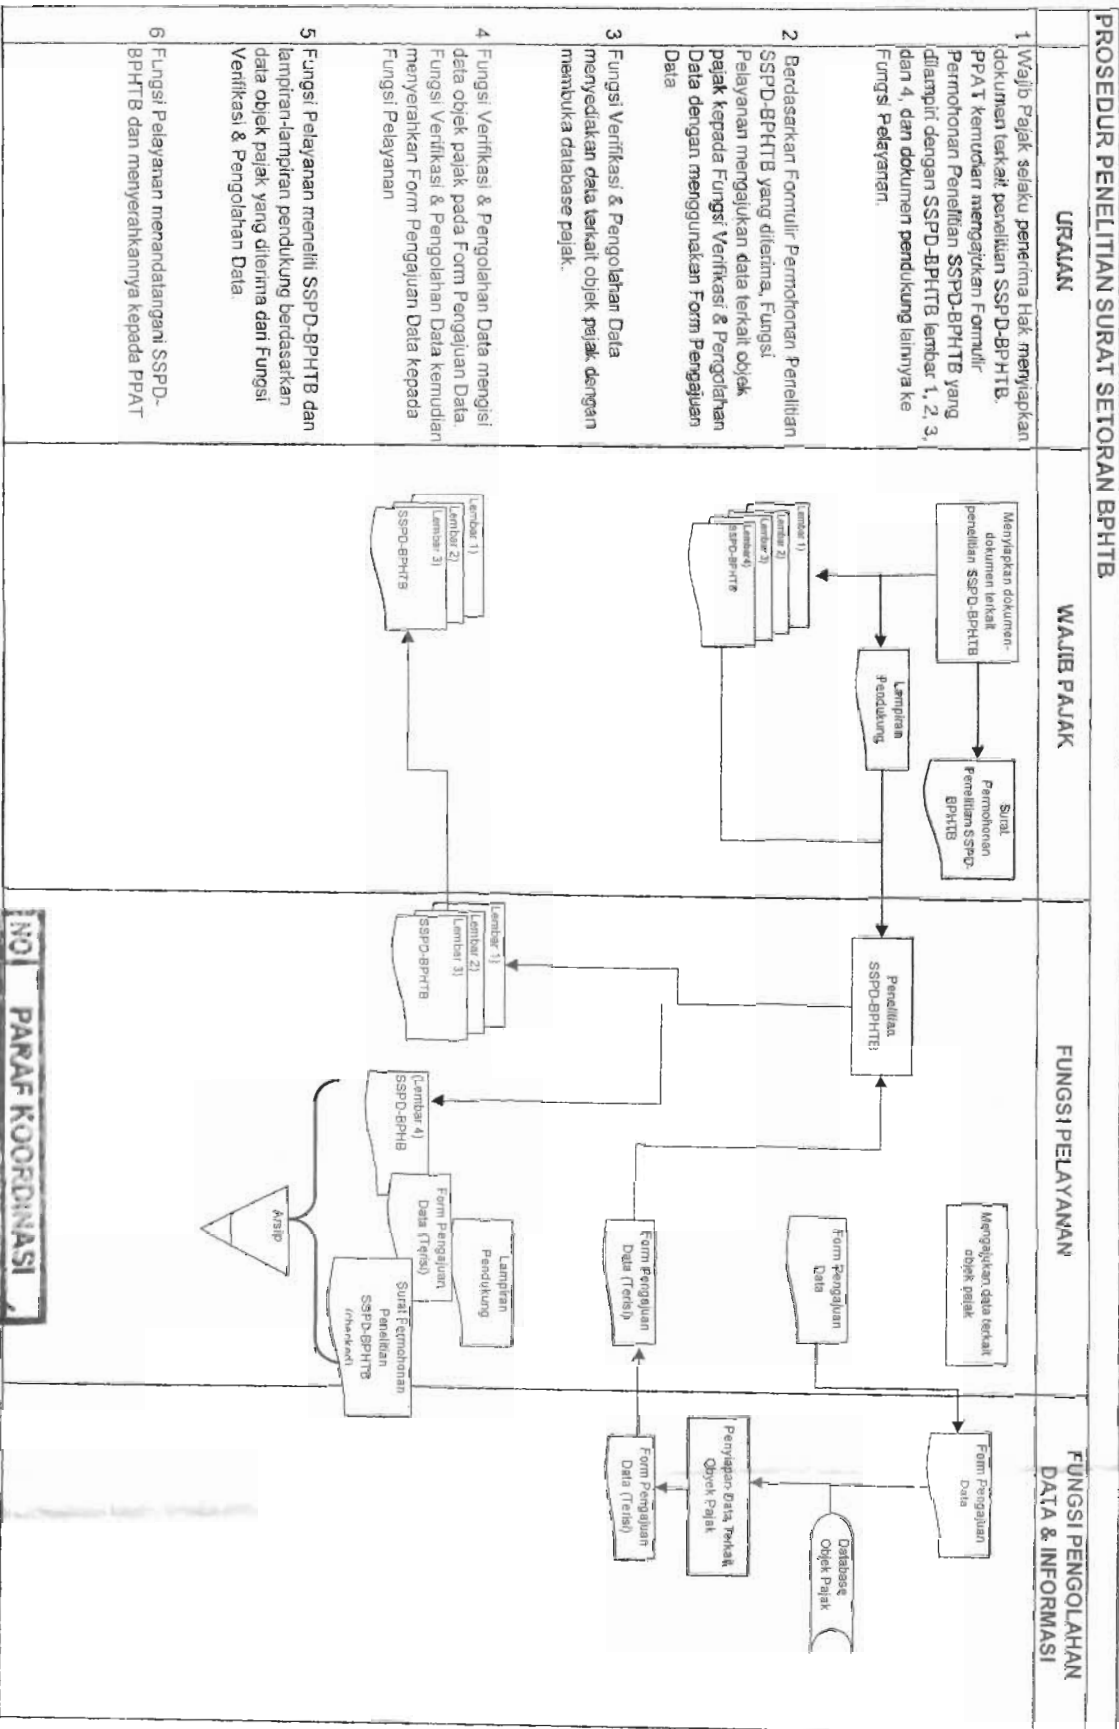 PROSEDUR PENELITIAN SURAT SETORAN BPHTB
URAIAN
WAJIB PAJAK
FUNGSI PELAYANAN
FUNGSI PENGOLAHAN
DATA & INFORMASI
1 Wajib Pajak selaku penerima Hak menyiapkan
dokumen terkait penelitian SSPD-BPHTB.
PPAT kemudian mengajukan Formulir
Permohonan Penelitian SSPD-BPHTB yang
dilampiri dengan SSPD-BPHTB lembar 1, 2, 3,
dan 4, dan dokumen pendukung lainnya ke
Fungsi Pelayanan.
2 Berdasarkan Formulir Permohonan Penelitian
SSPD-BPHTB yang diterima, Fungsi
Pelayanan mengajukan data terkait objek
pajak kepada Fungsi Verifikasi & Pengolahan
Data dengan menggunakan Form Pengajuan
Data
3 Fungsi Verifikasi & Pengolahan Data
menyediakan data terkait objek pajak dengan
membuka database pajak.
4 Fungsi Verifikasi & Pengolahan Data mengisi
data objek pajak pada Form Pengajuan Data.
Fungsi Verifikasi & Pengolahan Data kemudian
menyerahkan Form Pengajuan Data kepada
Fungsi Pelayanan
5 Fungsi Pelayanan meneliti SSPD-BPHTB dan
lampiran-lampiran pendukung berdasarkan
data objek pajak yang diterima dari Fungsi
Verifikasi & Pengolahan Data.
6 Fungsi Pelayanan menandatangani SSPD-
BPHTB dan menyerahkannya kepada PPAT
Menyiapkan dokumen-
dokumen terkait
penelitian SSPD-BPHTB
Surat
Permohonan
Penelitian SSPD-
BPHTB
Lampiran
Pendukung
Lembar 1)
Lembar 2)
Lembar 3)
(Lembar4)
SSPD-BPHTB
Lembar 1)
Lembar 2)
Lembar 3)
SSPD-BPHTB
Mengajukan data terkait
objek pajak
Form Pengajuan
Data
Penelitian
SSPD-BPHTB
Form Pengajuan
Data (Terisi)
Lembar 1)
Lembar 2)
Lembar 3)
SSPD-BPHTB
(Lembar 4)
SSPD-BPHB
Lampiran
Pendukung
Form Pengajuan
Data (Terisi)
Surat Permohonan
Penelitian
SSPD-BPHTB
Arsip
Form Pengajuan
Data
Database
Objek Pajak
Penyiapan Data Terkait
Obyek Pajak
Form Pengajuan
Data (Terisi)
NO PARAF KOORDINASI